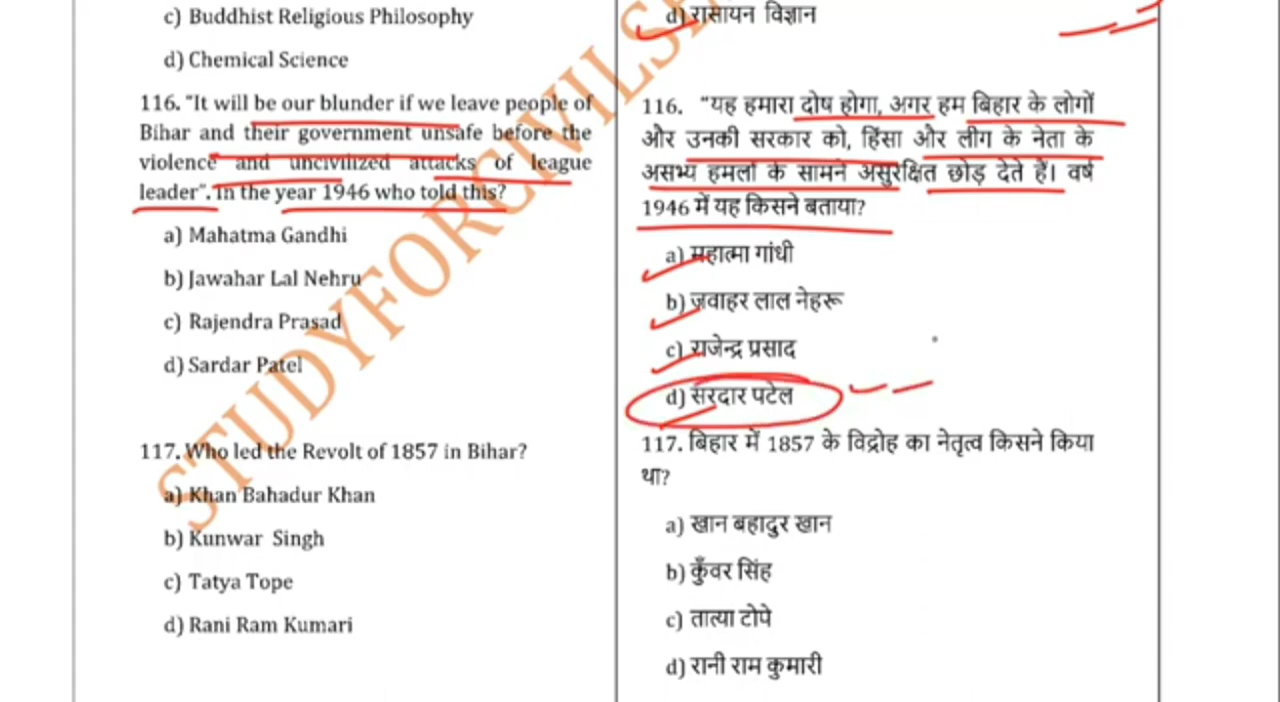 c) Buddhist Religious Philosophy
d) Chemical Science
116. "It will be our blunder if we leave people of
Bihar and their government unsafe before the
violence and uncivilized attacks of league
leader". In the year 1946 who told this?
a) Mahatma Gandhi
b) Jawahar Lal Nehru
c) Rajendra Prasad
d) Sardar Patel
117. Who led the Revolt of 1857 in Bihar?
a) Khan Bahadur Khan
b) Kunwar Singh
c) Tatya Tope
d) Rani Ram Kumari
d) रासायन विज्ञान
116. "यह हमारा दोष होगा, अगर हम बिहार के लोगों
और उनकी सरकार को, हिंसा और लीग के नेता के
असभ्य हमलों के सामने असुरक्षित छोड़ देते हैं। वर्ष
1946 में यह किसने बताया?
a) महात्मा गांधी
b) जवाहर लाल नेहरू
c) राजेन्द्र प्रसाद
d) सरदार पटेल
117. बिहार में 1857 के विद्रोह का नेतृत्व किसने किया
था?
a) खान बहादुर खान
b) कुँवर सिंह
c) तात्या टोपे
d) रानी राम कुमारी